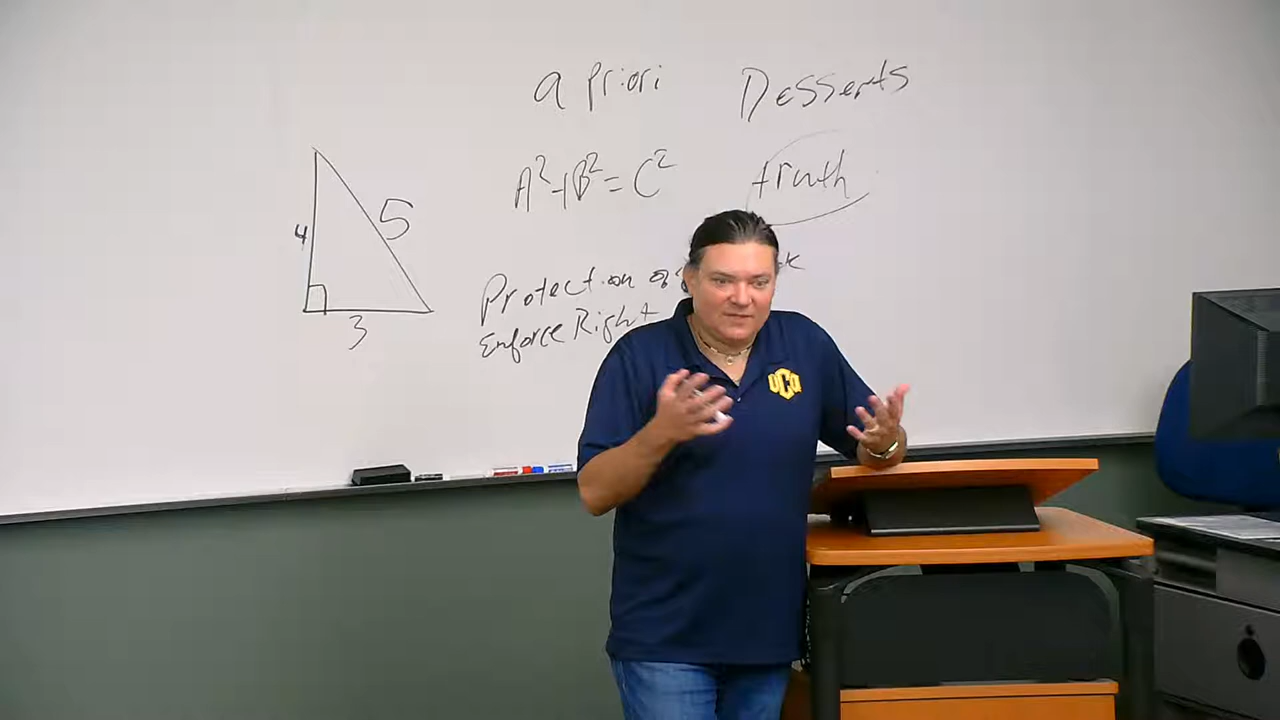 a Priori
Desserts
A²+B²=C²
truth
4
5
3
Protection of
Enforce Right
UCO